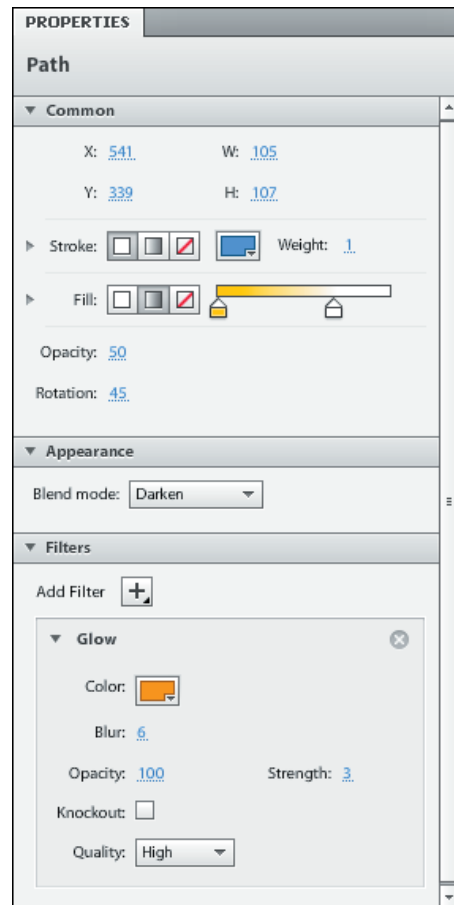 PROPERTIES
Path
Common
X: 541 W: 105
Y: 339 H: 107
Stroke: Weight: 1
Fill:
Opacity: 50
Rotation: 45
Appearance
Blend mode: Darken
Filters
Add Filter
Glow
Color:
Blur: 6
Opacity: 100 Strength: 3
Knockout:
Quality: High